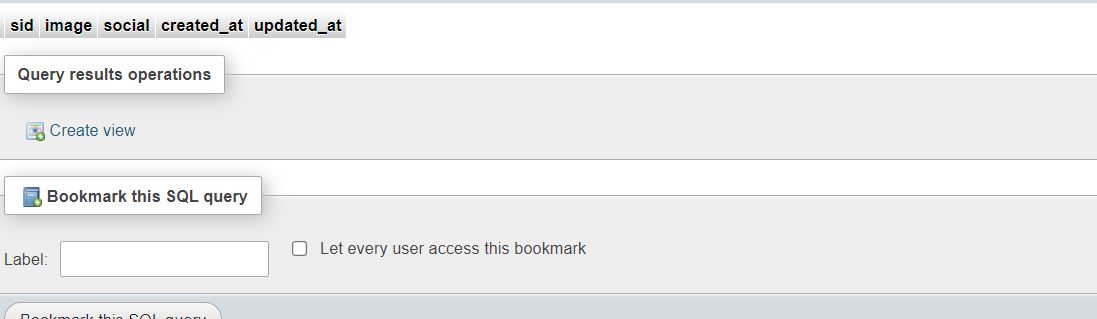 sid image social created_at updated_at
Query results operations
Create view
Bookmark this SQL query
Label:
Let every user access this bookmark
Bookmark this SQL query